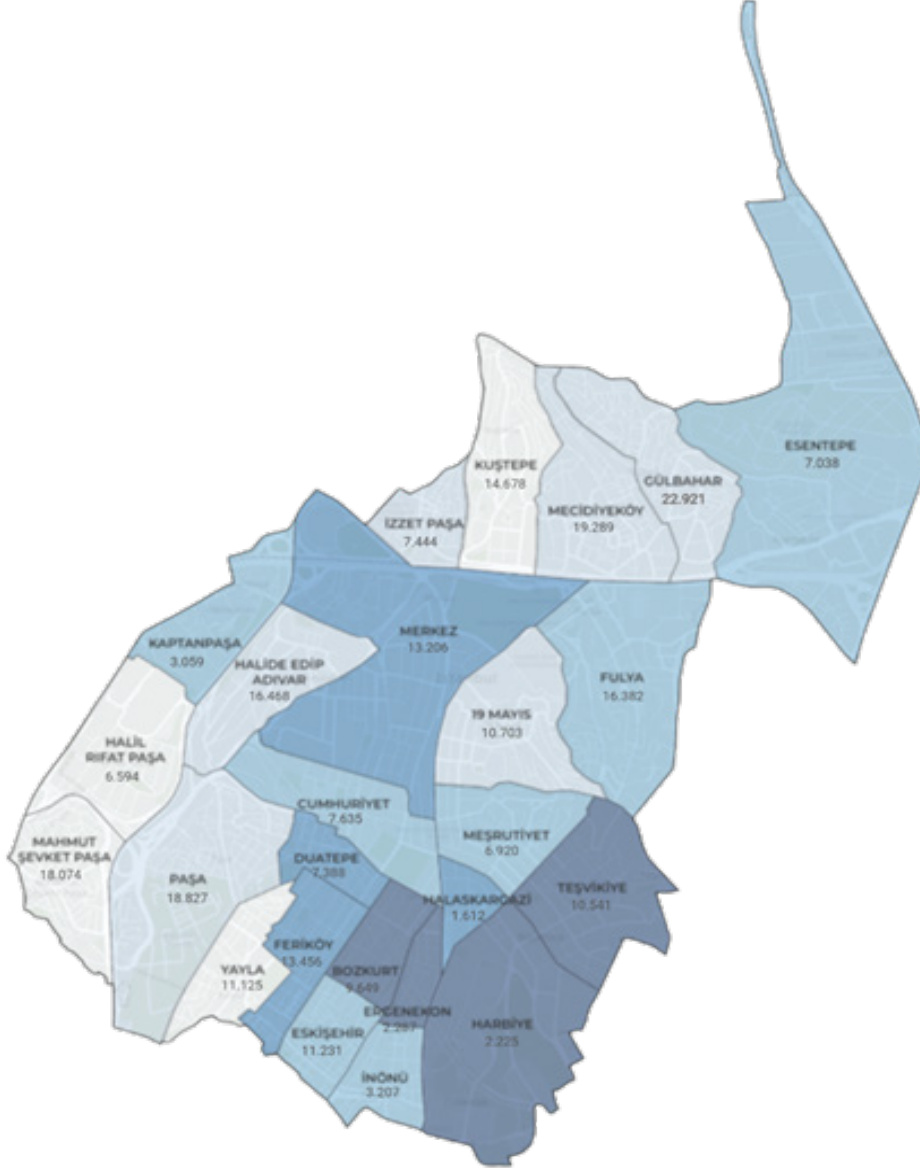 ESENTEPE
7.038
KUŞTEPE
14.678
GÜLBAHAR
22.921
MECİDİYEKÖY
19.289
İZZET PAŞA
7.444
MERKEZ
13.206
KAPTANPAŞA
3.059
HALİDE EDİP
ADIVAR
16.468
FULYA
16.382
19 MAYIS
10.703
HALİL
RIFAT PAŞA
6.594
CUMHURİYET
7.635
MEŞRUTİYET
6.920
MAHMUT
ŞEVKET PAŞA
18.074
DUATEPE
7.388
PAŞA
18.827
TEŞVİKİYE
10.541
HALASKARGAZİ
1.612
FERİKÖY
13.456
YAYLA
11.125
BOZKURT
9.649
ERGENEKON
2.287
HARBİYE
2.225
ESKİŞEHİR
11.231
İNÖNÜ
3.207